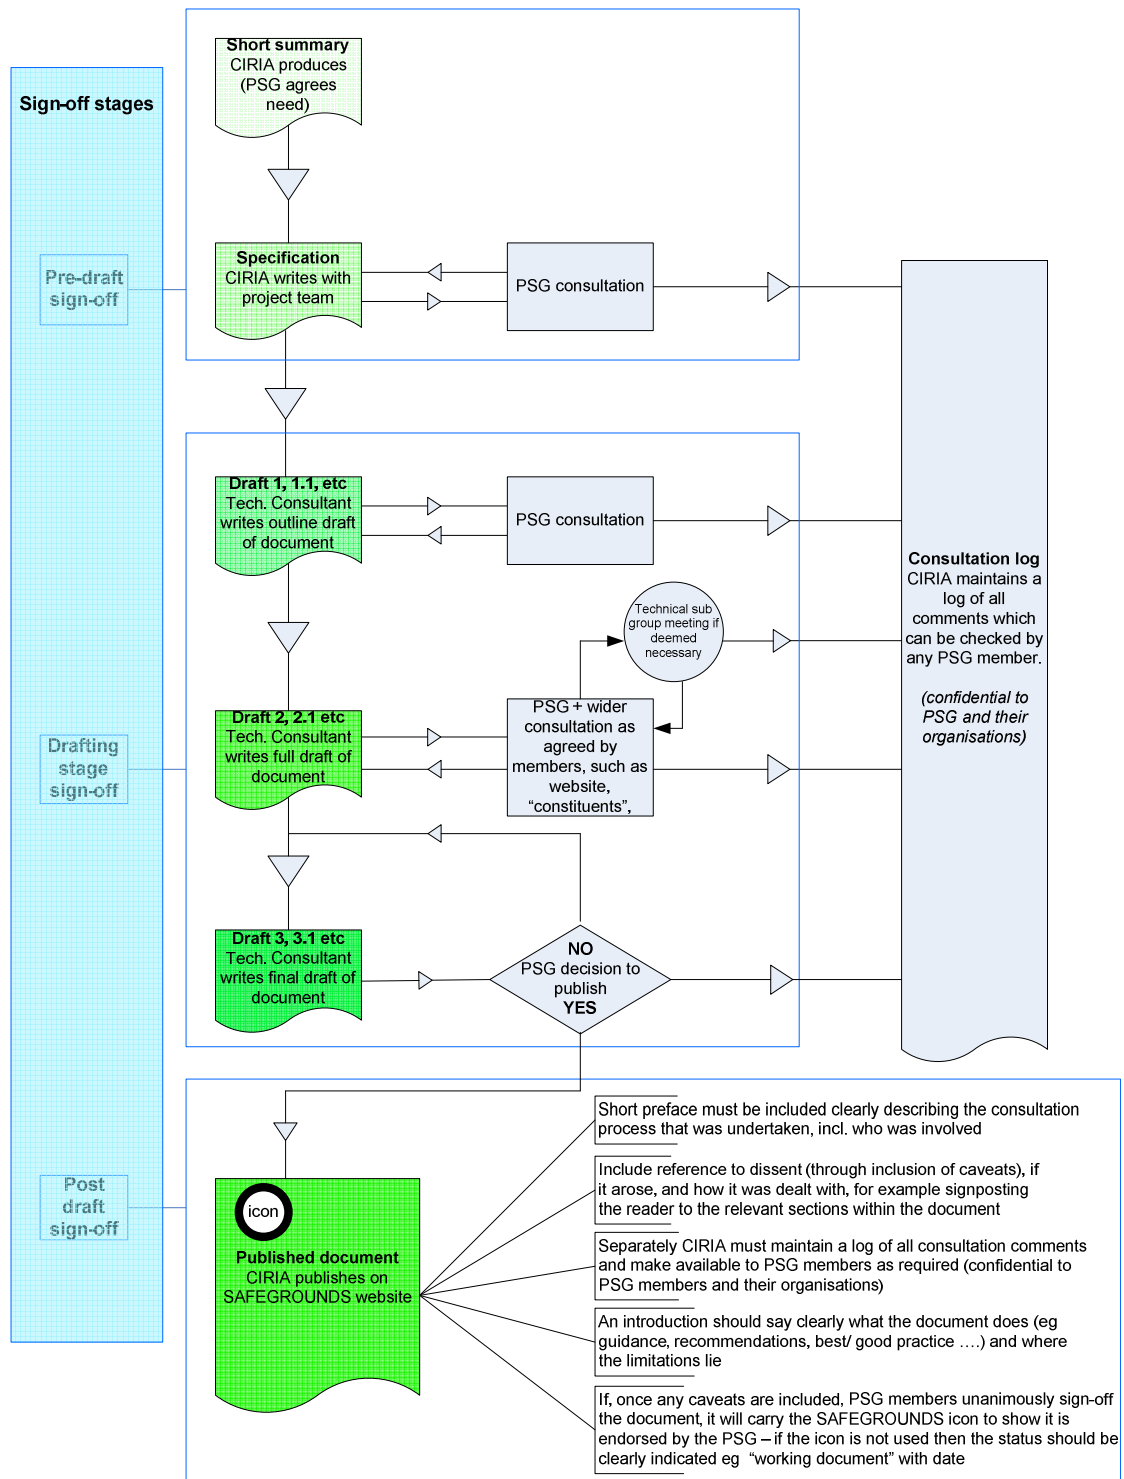 Sign-off stages
Short summary
CIRIA produces
(PSG agrees
need)
Pre-draft
sign-off
Specification
CIRIA writes with
project team
PSG consultation
Draft 1, 1.1, etc
Tech. Consultant
writes outline draft
of document
PSG consultation
Technical sub
group meeting if
deemed
necessary
Consultation log
CIRIA maintains a
log of all
comments which
can be checked by
any PSG member.
(confidential to
PSG and their
organisations)
Drafting
stage
sign-off
Draft 2, 2.1 etc
Tech. Consultant
writes full draft of
document
PSG + wider
consultation as
agreed by
members, such as
website,
“constituents”,
Draft 3, 3.1 etc
Tech. Consultant
writes final draft of
document
NO
PSG decision to
publish
YES
Post
draft
sign-off
icon
Published document
CIRIA publishes on
SAFEGROUNDS website
Short preface must be included clearly describing the consultation
process that was undertaken, incl. who was involved
Include reference to dissent (through inclusion of caveats), if
it arose, and how it was dealt with, for example signposting
the reader to the relevant sections within the document
Separately CIRIA must maintain a log of all consultation comments
and make available to PSG members as required (confidential to
PSG members and their organisations)
An introduction should say clearly what the document does (eg
guidance, recommendations, best/ good practice ….) and where
the limitations lie
If, once any caveats are included, PSG members unanimously sign-off
the document, it will carry the SAFEGROUNDS icon to show it is
endorsed by the PSG – if the icon is not used then the status should be
clearly indicated eg “working document” with date